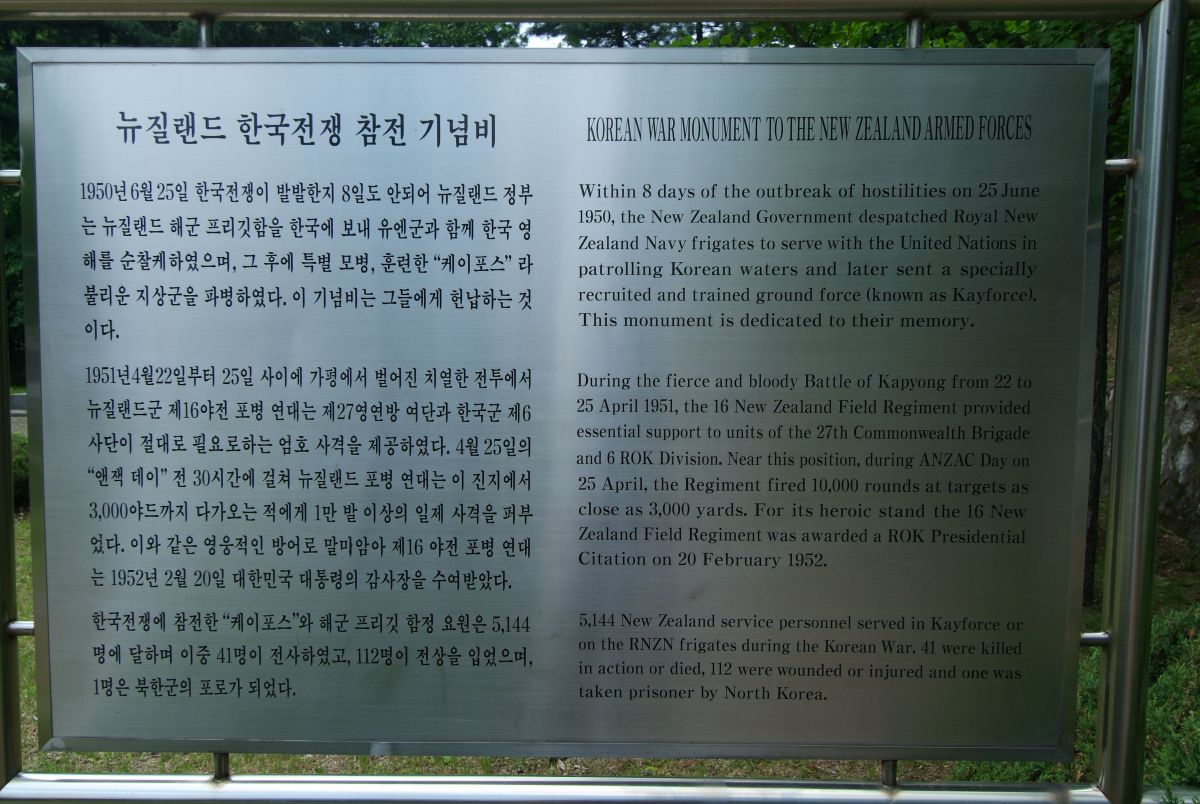 뉴질랜드 한국전쟁 참전 기념비
1950년 6월 25일 한국전쟁이 발발한지 8일도 안되어 뉴질랜드 정부
는 뉴질랜드 해군 프리깃함을 한국에 보내 유엔군과 함께 한국 영
해를 순찰케하였으며, 그 후에 특별 모병, 훈련한 “케이포스” 라
불리운 지상군을 파병하였다. 이 기념비는 그들에게 헌납하는 것
이다.
1951년 4월 22일부터 25일 사이에 가평에서 벌어진 치열한 전투에서
뉴질랜드군 제16야전 포병 연대는 제27영연방 여단과 한국군 제6
사단이 절대로 필요로하는 엄호 사격을 제공하였다. 4월 25일의
“앤잭 데이” 전 30시간에 걸쳐 뉴질랜드 포병 연대는 이 진지에서
3,000야드까지 다가오는 적에게 1만 발 이상의 일제 사격을 퍼부
었다. 이와 같은 영웅적인 방어로 말마암아 제16 야전 포병 연대
는 1952년 2월 20일 대한민국 대통령의 감사장을 수여받았다.
한국전쟁에 참전한 “케이포스”와 해군 프리깃 함정 요원은 5,144
명에 달하며 이중 41명이 전사하였고, 112명이 전상을 입었으며,
1명은 북한군의 포로가 되었다.
KOREAN WAR MONUMENT TO THE NEW ZEALAND ARMED FORCES
Within 8 days of the outbreak of hostilities on 25 June
1950, the New Zealand Government despatched Royal New
Zealand Navy frigates to serve with the United Nations in
patrolling Korean waters and later sent a specially
recruited and trained ground force (known as Kayforce).
This monument is dedicated to their memory.
During the fierce and bloody Battle of Kapyong from 22 to
25 April 1951, the 16 New Zealand Field Regiment provided
essential support to units of the 27th Commonwealth Brigade
and 6 ROK Division. Near this position, during ANZAC Day on
25 April, the Regiment fired 10,000 rounds at targets as
close as 3,000 yards. For its heroic stand the 16 New
Zealand Field Regiment was awarded a ROK Presidential
Citation on 20 February 1952.
5,144 New Zealand service personnel served in Kayforce or
on the RNZN frigates during the Korean War. 41 were killed
in action or died, 112 were wounded or injured and one was
taken prisoner by North Korea.